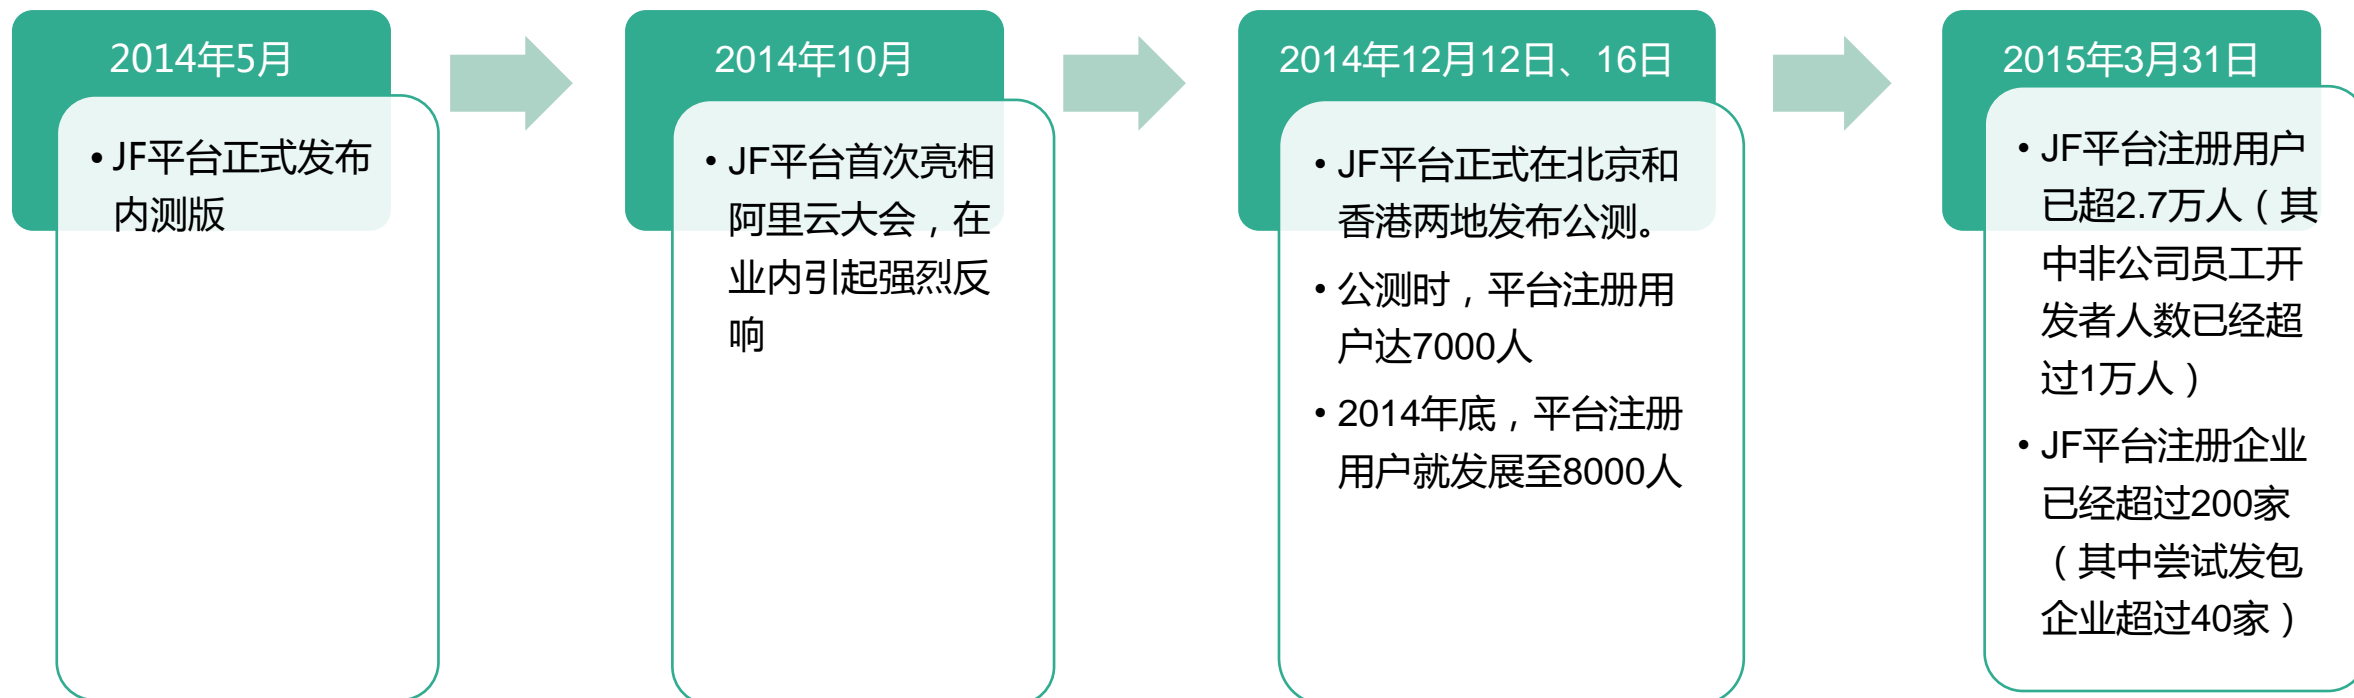 2014年5月
• JF平台正式发布
内测版
2014年10月
• JF平台首次亮相
阿里云大会，在
业内引起强烈反
响
2014年12月12日、16日
• JF平台正式在北京和
香港两地发布公测。
• 公测时，平台注册用
户达7000人
• 2014年底，平台注册
用户就发展至8000人
2015年3月31日
• JF平台注册用户
已超2.7万人（其
中非公司员工开
发者人数已经超
过1万人）
• JF平台注册企业
已经超过200家
（其中尝试发包
企业超过40家）